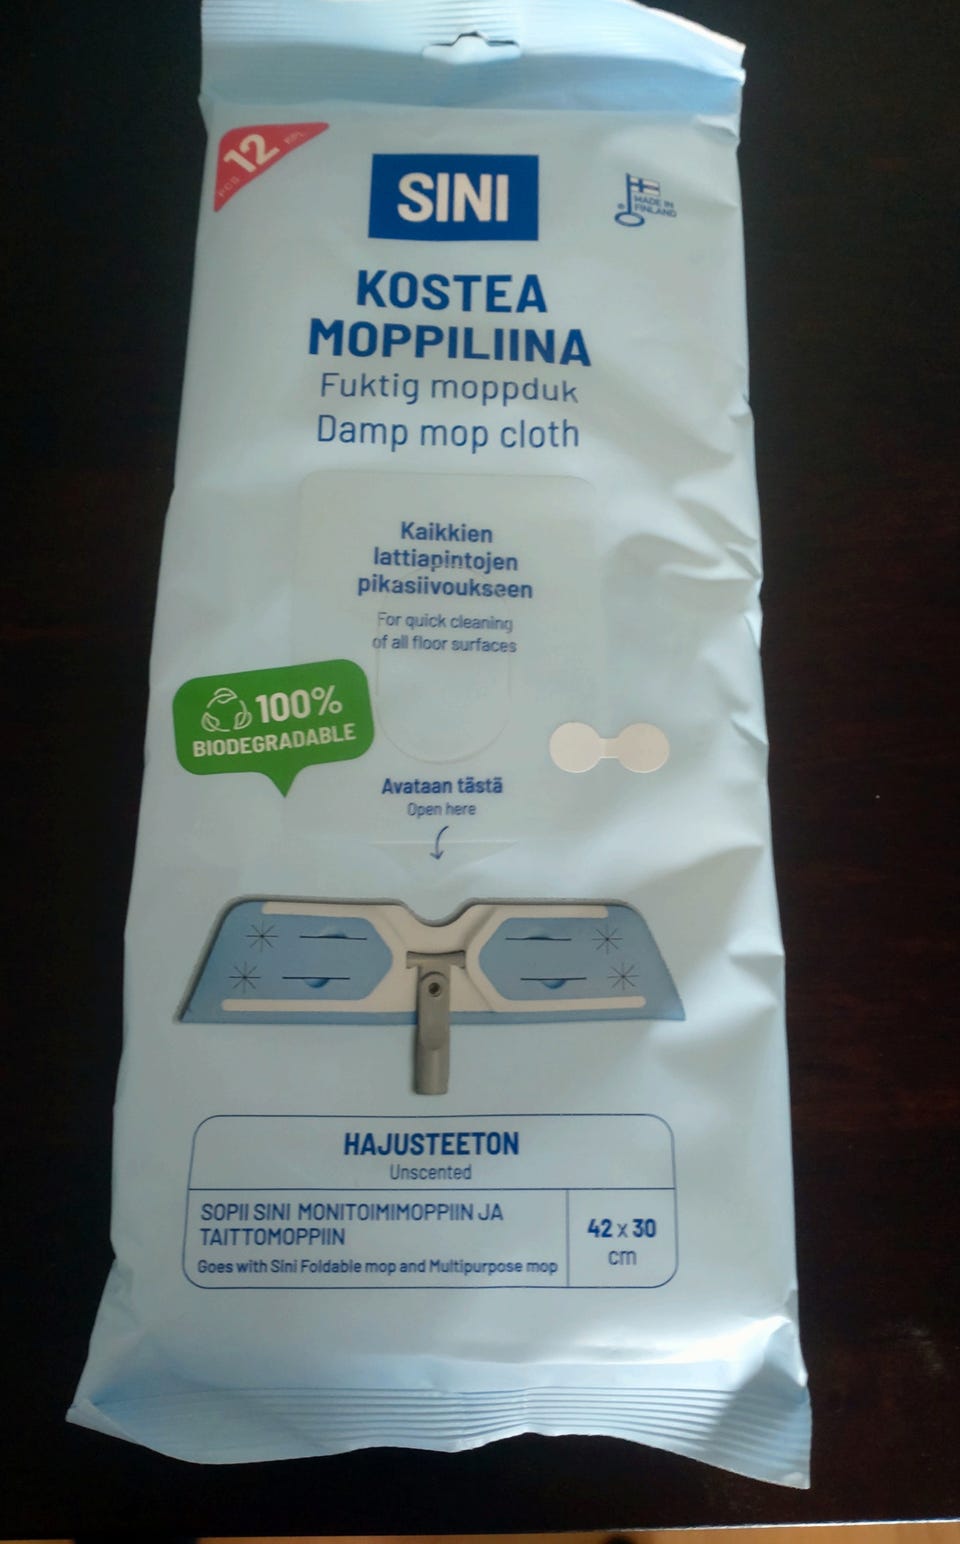 PCS 12 KPL
SINI
MADE IN
FINLAND
KOSTEA
MOPPILIINA
Fuktig moppduk
Damp mop cloth
Kaikkien
lattiapintojen
pikasiivoukseen
For quick cleaning
of all floor surfaces
100%
BIODEGRADABLE
Avataan tästä
Open here
HAJUSTEETON
Unscented
SOPII SINI MONITOIMIMOPPIIN JA
TAITTOMOPPIIN
Goes with Sini Foldable mop and Multipurpose mop
42 x 30
cm